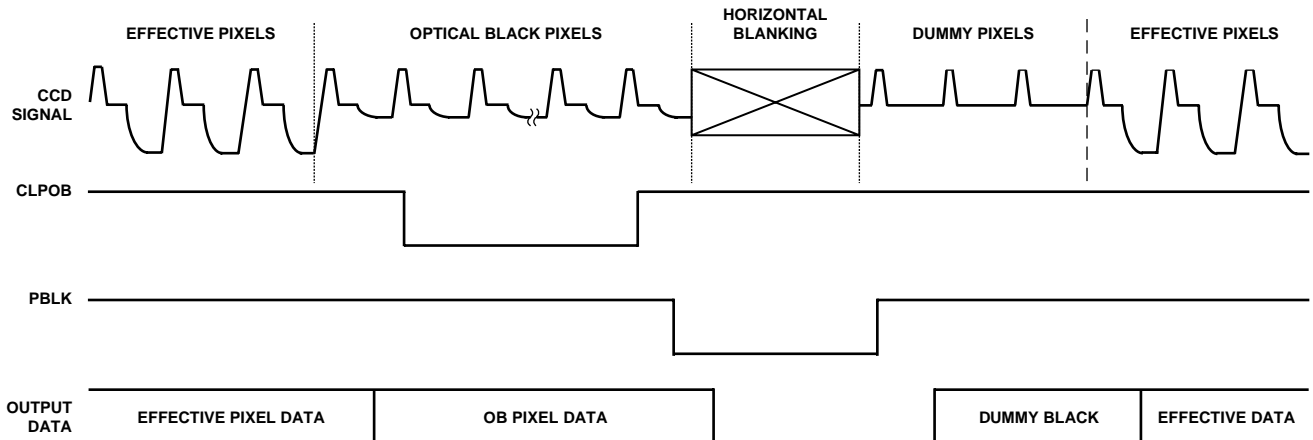 EFFECTIVE PIXELS
OPTICAL BLACK PIXELS
HORIZONTAL
BLANKING
DUMMY PIXELS
EFFECTIVE PIXELS
CCD
SIGNAL
CLPOB
PBLK
OUTPUT
DATA
EFFECTIVE PIXEL DATA
OB PIXEL DATA
DUMMY BLACK
EFFECTIVE DATA